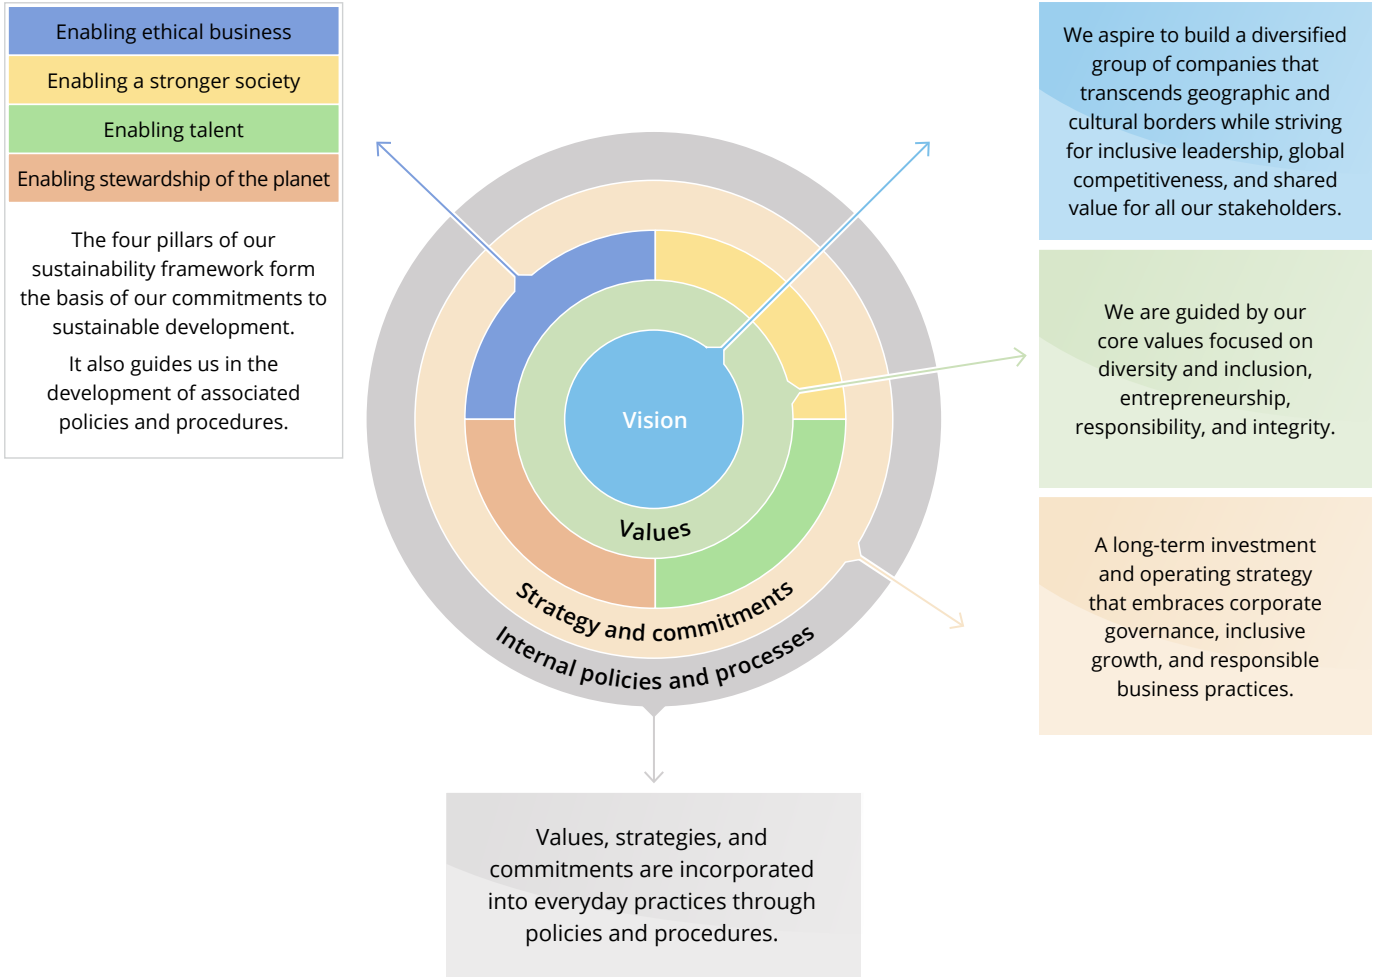 Enabling ethical business
Enabling a stronger society
Enabling talent
Enabling stewardship of the planet
The four pillars of our
sustainability framework form
the basis of our commitments to
sustainable development.
It also guides us in the
development of associated
policies and procedures.
Vision
Values
Strategy and commitments
Internal policies and processes
We aspire to build a diversified
group of companies that
transcends geographic and
cultural borders while striving
for inclusive leadership, global
competitiveness, and shared
value for all our stakeholders.
We are guided by our
core values focused on
diversity and inclusion,
entrepreneurship,
responsibility, and integrity.
A long-term investment
and operating strategy
that embraces corporate
governance, inclusive
growth, and responsible
business practices.
Values, strategies, and
commitments are incorporated
into everyday practices through
policies and procedures.